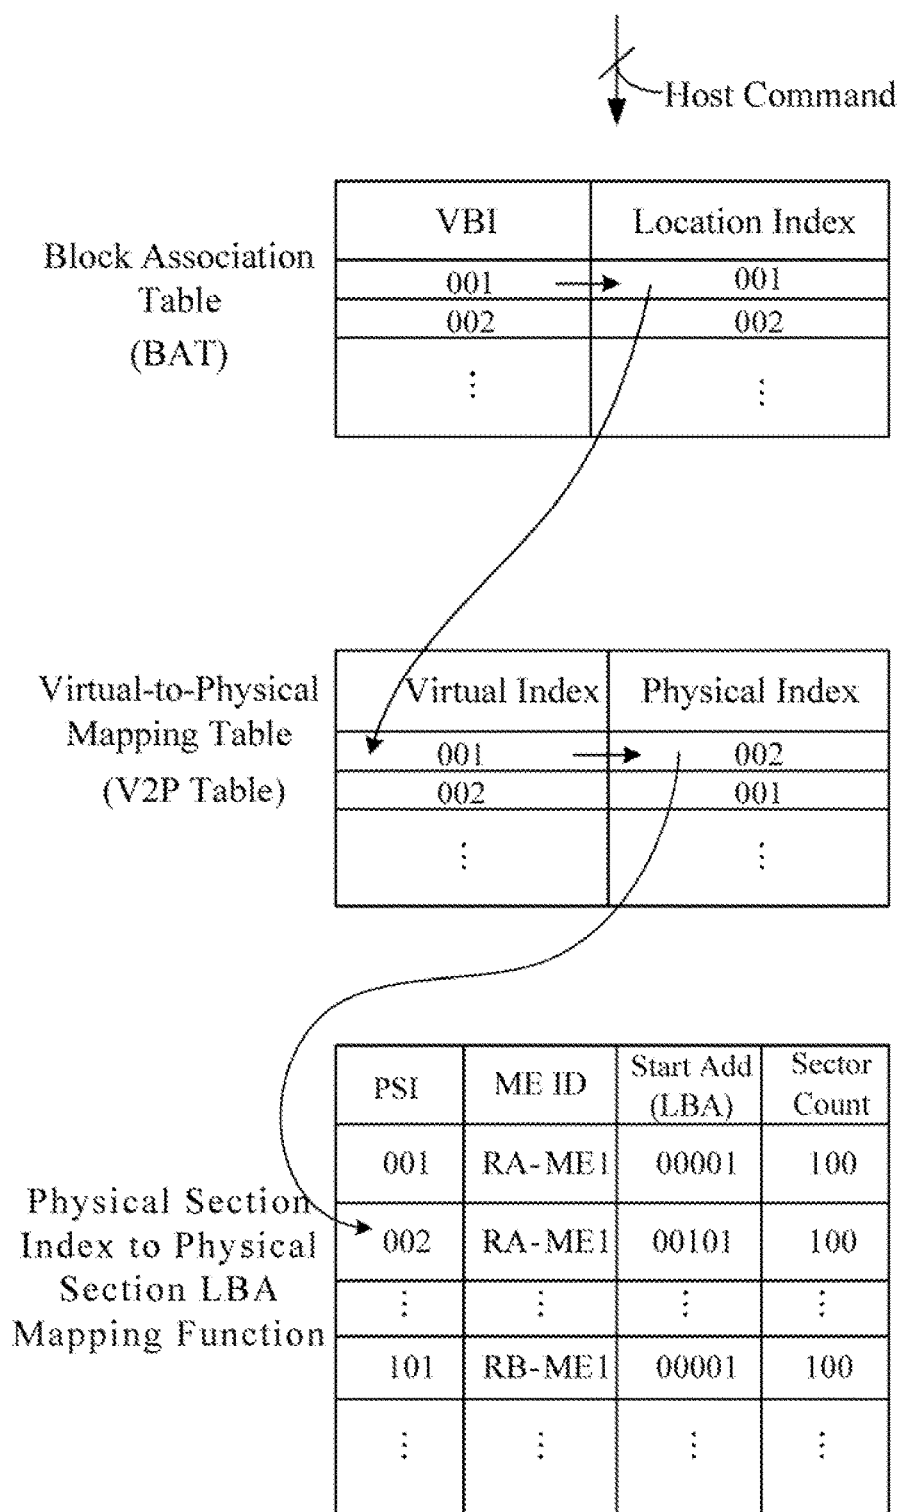 Host Command
Block Association
Table
(BAT)
VBI Location Index
001 001
002 002
⋮ ⋮
Virtual-to-Physical
Mapping Table
(V2P Table)
Virtual Index Physical Index
001 002
002 001
⋮ ⋮
Physical Section
Index to Physical
Section LBA
Mapping Function
PSI ME ID Start Add (LBA) Sector Count
001 RA-ME1 00001 100
002 RA-ME1 00101 100
⋮ ⋮ ⋮ ⋮
101 RB-ME1 00001 100
⋮ ⋮ ⋮ ⋮